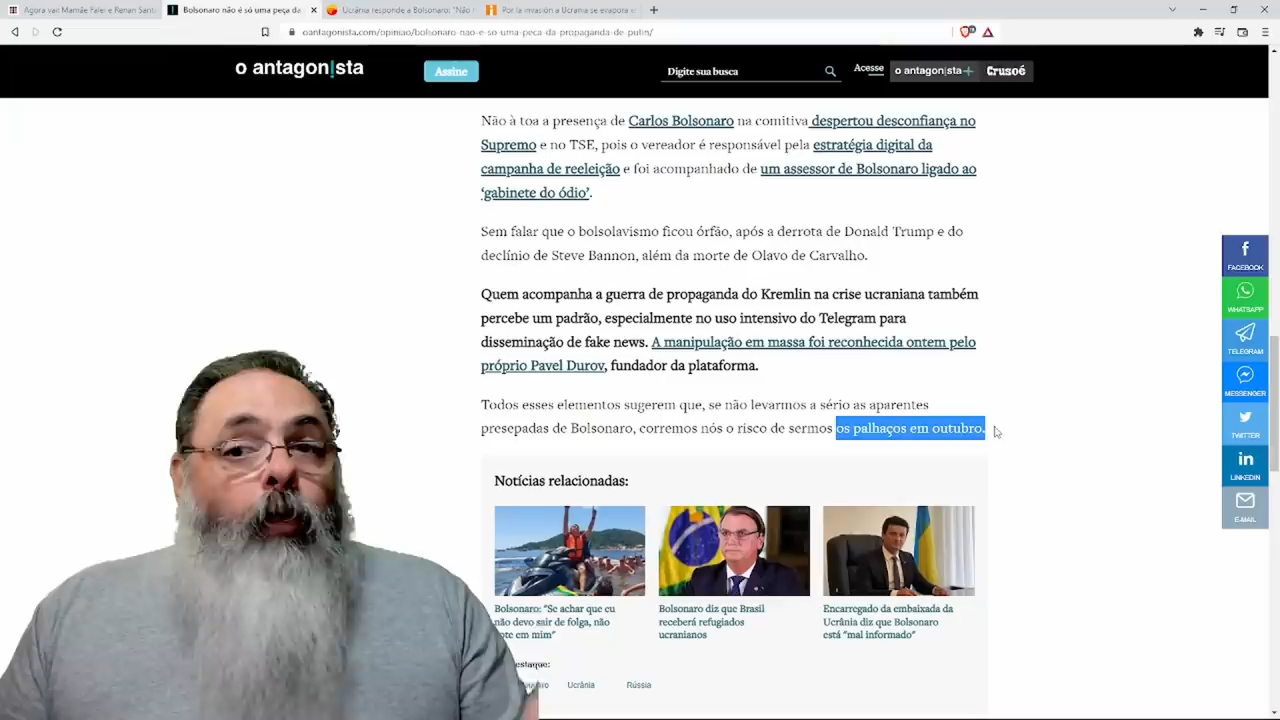 Agora vai! Mamãe Falei e Renan Sant
Bolsonaro não é só uma peça da
Ucrânia responde a Bolsonaro: "Não
Por la invasión a Ucrania se evapora e
oantagonista.com/opiniao/bolsonaro-nao-e-so-uma-peca-da-propaganda-de-putin/
o antagon!sta
Assine
Digite sua busca
Acesse
o antagon|sta+
Crusoé
Não à toa a presença de Carlos Bolsonaro na comitiva despertou desconfiança no
Supremo e no TSE, pois o vereador é responsável pela estratégia digital da
campanha de reeleição e foi acompanhado de um assessor de Bolsonaro ligado ao
‘gabinete do ódio’.
Sem falar que o bolsolavismo ficou órfão, após a derrota de Donald Trump e do
declínio de Steve Bannon, além da morte de Olavo de Carvalho.
Quem acompanha a guerra de propaganda do Kremlin na crise ucraniana também
percebe um padrão, especialmente no uso intensivo do Telegram para
disseminação de fake news. A manipulação em massa foi reconhecida ontem pelo
próprio Pavel Durov, fundador da plataforma.
Todos esses elementos sugerem que, se não levarmos a sério as aparentes
presepadas de Bolsonaro, corremos nós o risco de sermos os palhaços em outubro.
FACEBOOK
WHATSAPP
TELEGRAM
MESSENGER
TWITTER
LINKEDIN
E-MAIL
Notícias relacionadas:
Bolsonaro: "Se achar que eu
não devo sair de folga, não
ote em mim"
Bolsonaro diz que Brasil
receberá refugiados
ucranianos
Encarregado da embaixada da
Ucrânia diz que Bolsonaro
está "mal informado"
estaque:
Ucrânia
Rússia